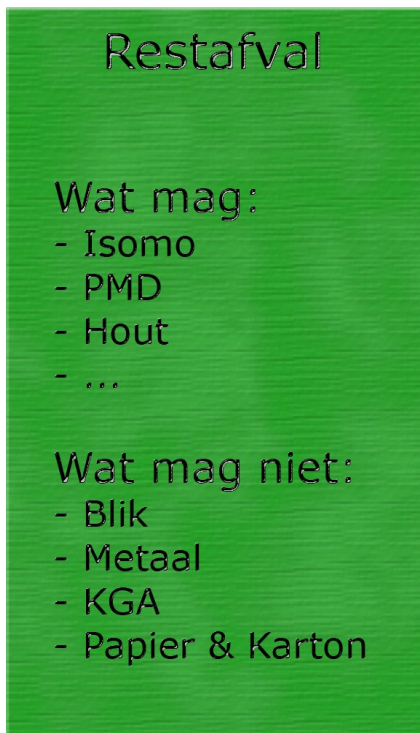 Restafval
Wat mag:
- Isomo
- PMD
- Hout
- ...
Wat mag niet:
- Blik
- Metaal
- KGA
- Papier & Karton